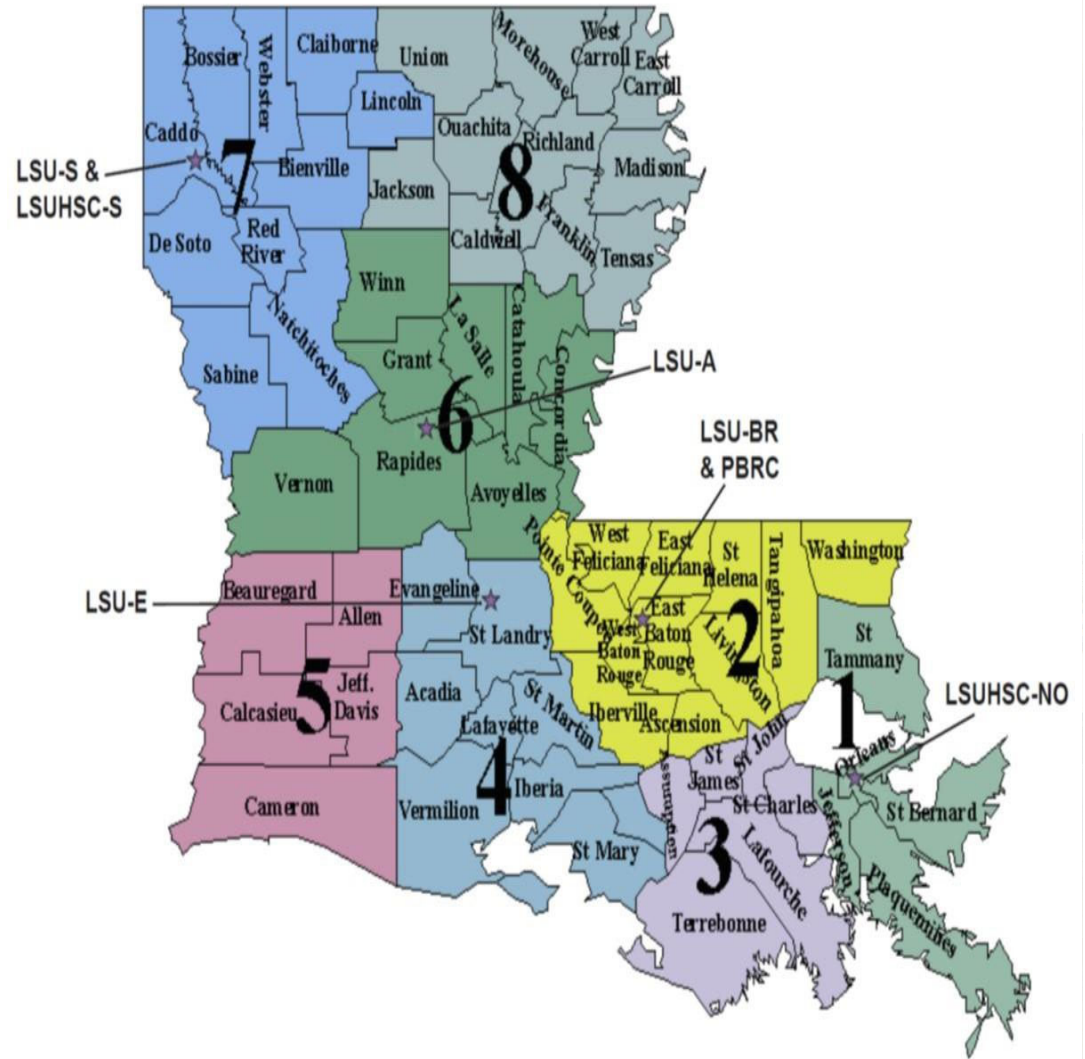 Bossier
Webster
Claiborne
Union
Morehouse
West
Carroll
East
Carroll
Lincoln
Caddo
Ouachita
Richland
LSU-S &
LSUHSC-S
7
Bienville
Jackson
8
Madison
Franklin
De Soto
Red
River
Caldwell
Tensas
Winn
Natchitoches
La Salle
Catahoula
Concordia
Sabine
Grant
LSU-A
6
Rapides
LSU-BR
& PBRC
Vernon
Avoyelles
Pointe Coupee
West
Feliciana
East
Feliciana
St
Helena
Tangipahoa
Washington
LSU-E
Beauregard
Evangeline
Allen
St Landry
East
Baton
Rouge
West
Baton
Rouge
Livingston
2
St
Tammany
5
Jeff.
Davis
Calcasieu
Acadia
Lafayette
St Martin
Iberville
Ascension
1
LSUHSC-NO
Orleans
Cameron
Vermilion
4
Iberia
Assumption
St
James
St John
St Charles
Jefferson
St Bernard
St Mary
3
Lafourche
Plaquemines
Terrebonne